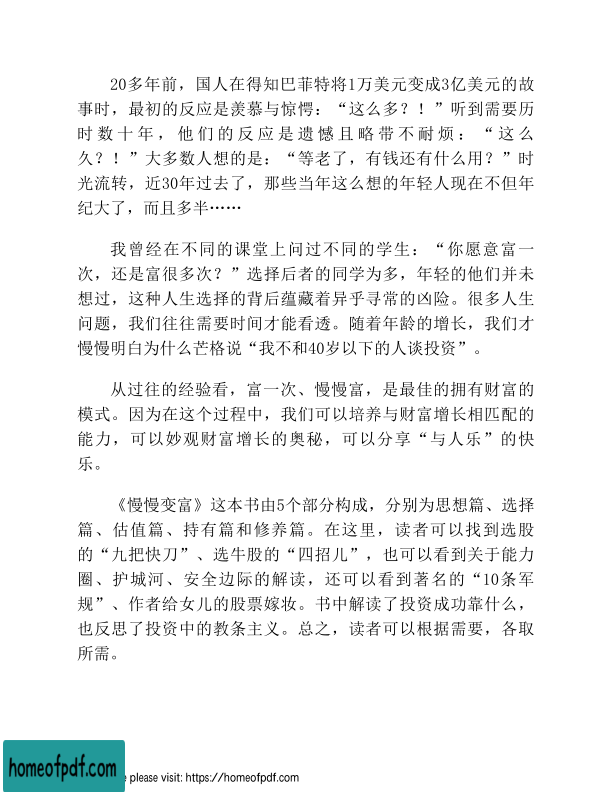 20多年前，国人在得知巴菲特将1万美元变成3亿美元的故
事时，最初的反应是羡慕与惊愕：“这么多？！”听到需要历
时数十年，他们的反应是遗憾且略带不耐烦：“这么
久？！”大多数人想的是：“等老了，有钱还有什么用？”时
光流转，近30年过去了，那些当年这么想的年轻人现在不但年
纪大了，而且多半……
我曾经在不同的课堂上问过不同的学生：“你愿意富一
次，还是富很多次？”选择后者的同学为多，年轻的他们并未
想过，这种人生选择的背后蕴藏着异乎寻常的凶险。很多人生
问题，我们往往需要时间才能看透。随着年龄的增长，我们才
慢慢明白为什么芒格说“我不和40岁以下的人谈投资”。
从过往的经验看，富一次、慢慢富，是最佳的拥有财富的
模式。因为在这个过程中，我们可以培养与财富增长相匹配的
能力，可以妙观财富增长的奥秘，可以分享“与人乐”的快
乐。
《慢慢变富》这本书由5个部分构成，分别为思想篇、选择
篇、估值篇、持有篇和修养篇。在这里，读者可以找到选股
的“九把快刀”、选牛股的“四招儿”，也可以看到关于能力
圈、护城河、安全边际的解读，还可以看到著名的“10条军
规”、作者给女儿的股票嫁妆。书中解读了投资成功靠什么，
也反思了投资中的教条主义。总之，读者可以根据需要，各取
所需。
homeofpdf.com
e please visit: https://homeofpdf.com